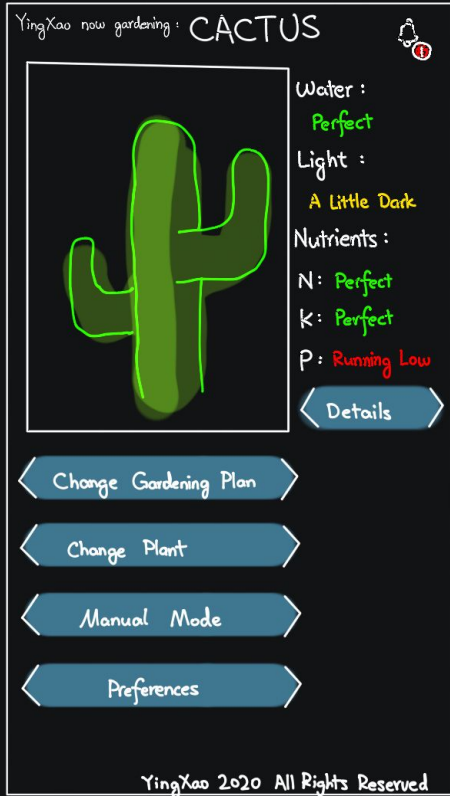 YingXao now gardening : CACTUS
Water :
Perfect
Light :
A Little Dark
Nutrients :
N: Perfect
K: Perfect
P: Running Low
Details
Change Gardening Plan
Change Plant
Manual Mode
Preferences
YingXao 2020 All Rights Reserved